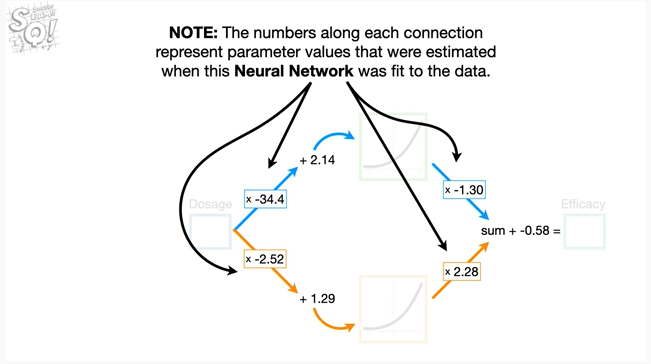 SQ!
NOTE: The numbers along each connection
represent parameter values that were estimated
when this Neural Network was fit to the data.
+ 2.14
x -34.4
x -1.30
Dosage
Efficacy
sum + -0.58 =
x -2.52
x 2.28
+ 1.29